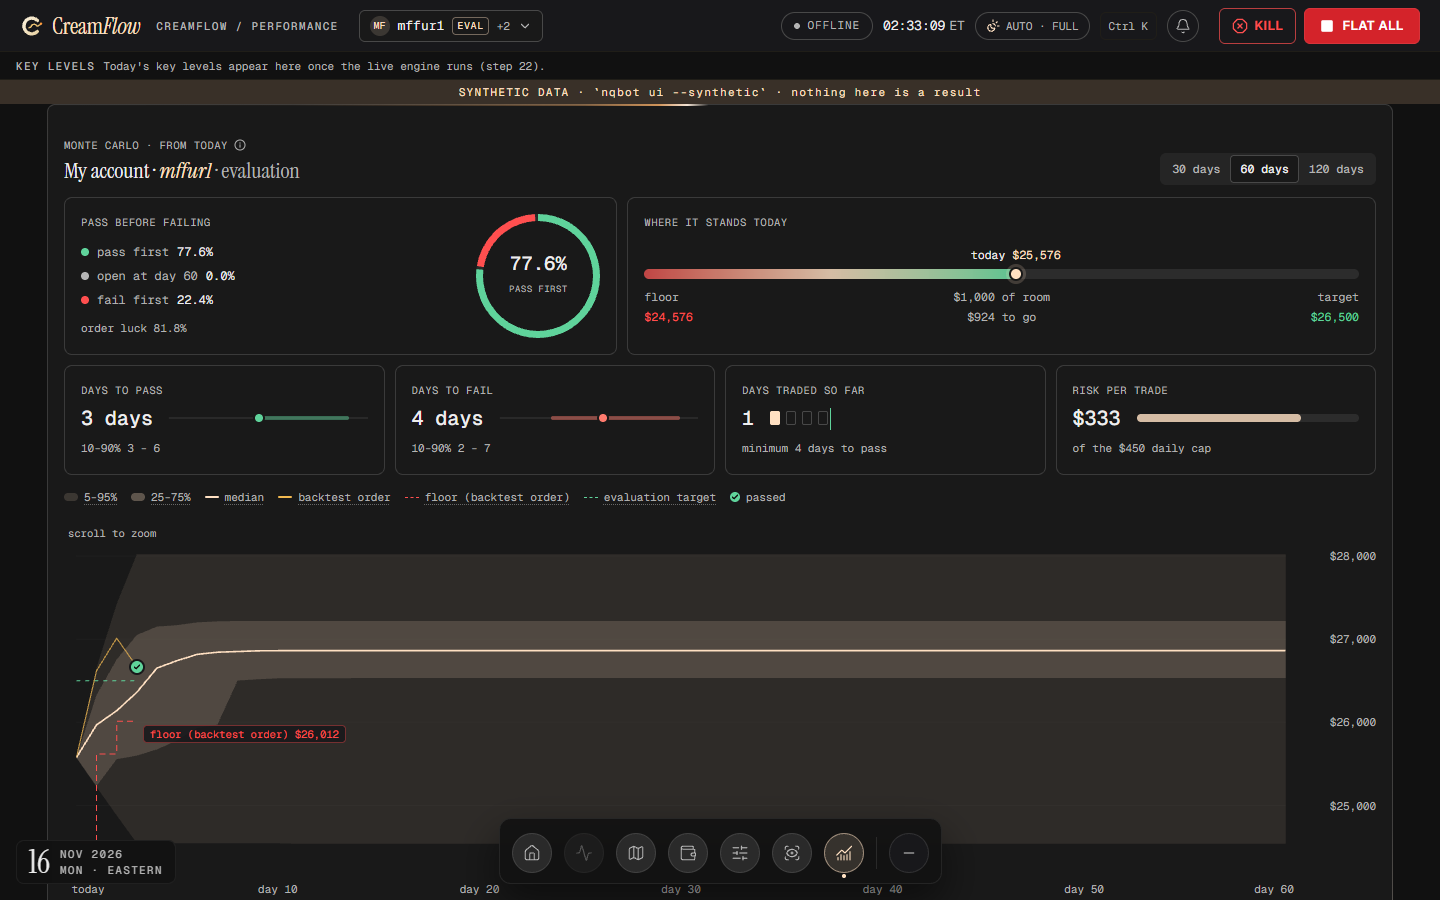 CreamFlow CREAMFLOW / PERFORMANCE MF mffur1 EVAL +2 OFFLINE 02:33:09 ET AUTO · FULL Ctrl K KILL FLAT ALL
KEY LEVELS Today's key levels appear here once the live engine runs (step 22).
SYNTHETIC DATA · `nqbot ui --synthetic` · nothing here is a result
MONTE CARLO · FROM TODAY
My account · mffur1 · evaluation
30 days 60 days 120 days
PASS BEFORE FAILING
pass first 77.6%
open at day 60 0.0%
fail first 22.4%
order luck 81.8%
77.6%
PASS FIRST
WHERE IT STANDS TODAY
today $25,576
floor $1,000 of room target
$24,576 $924 to go $26,500
DAYS TO PASS
3 days
10-90% 3 – 6
DAYS TO FAIL
4 days
10-90% 2 – 7
DAYS TRADED SO FAR
1
minimum 4 days to pass
RISK PER TRADE
$333
of the $450 daily cap
5-95% 25-75% median backtest order floor (backtest order) evaluation target passed
scroll to zoom
$28,000
$27,000
$26,000
$25,000
floor (backtest order) $26,012
16 NOV 2026
MON · EASTERN
today day 10 day 20 day 30 day 40 day 50 day 60